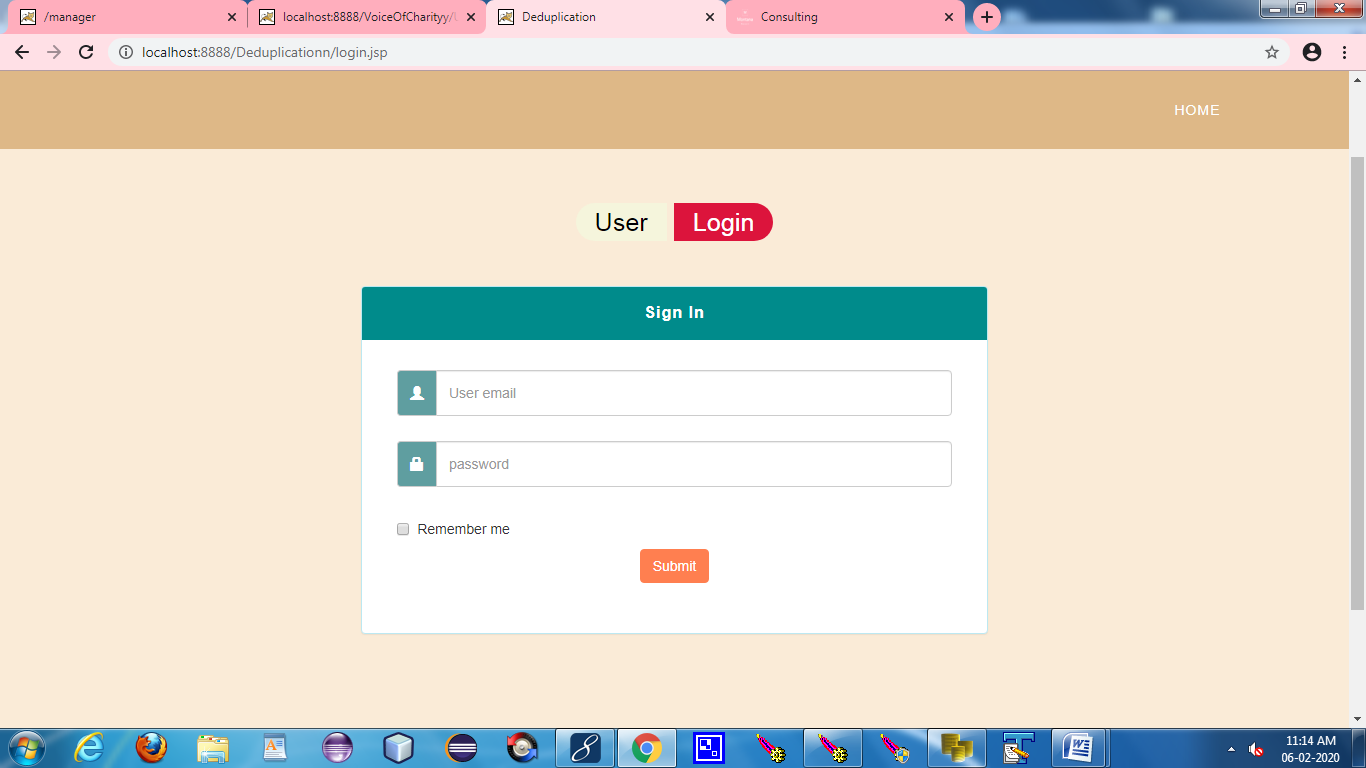 /manager
localhost:8888/VoiceOfCharityy/
Deduplication
Consulting
localhost:8888/Deduplicationn/login.jsp
HOME
User Login
Sign In
User email
password
Remember me
Submit
11:14 AM
06-02-2020